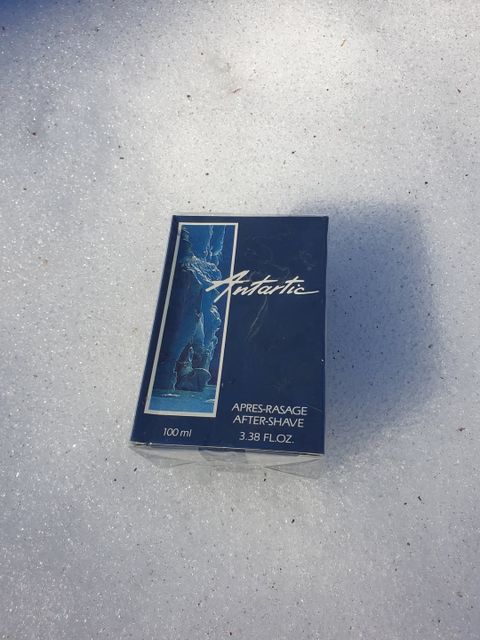 Antartic
APRES-RASAGE
AFTER-SHAVE
100 ml
3.38 FL.OZ.